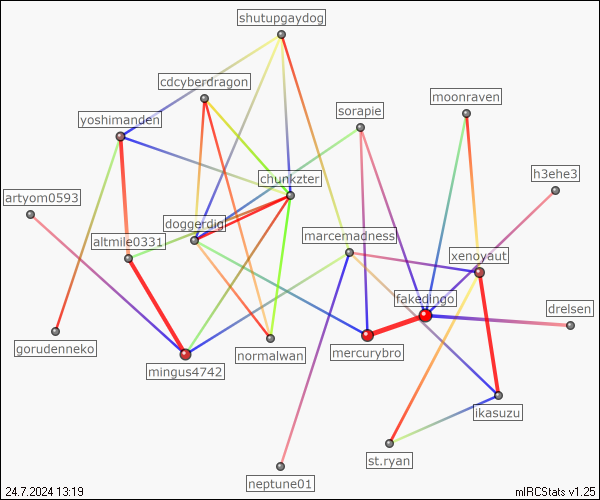 shutupgaydog
cdcyberdragon
moonraven
sorapie
yoshimanden
h3ehe3
chunkzter
artyom0593
doggerdig
marcemadness
altmile0331
xenoyaut
fakedingo
drelsen
gorudenneko
normalwan
mercurybro
mingus4742
ikasuzu
st.ryan
neptune01
24.7.2024 13:19
mIRCStats v1.25